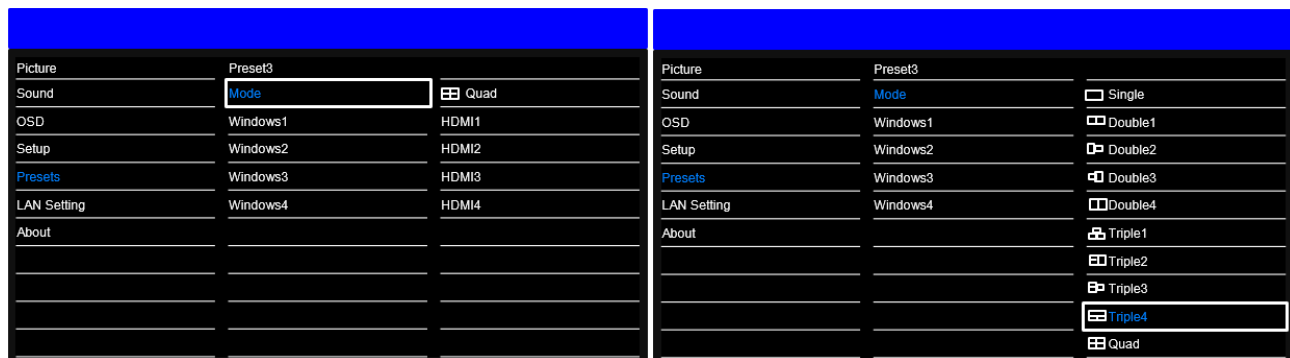 Picture Preset3
Sound Mode Quad
OSD Windows1 HDMI1
Setup Windows2 HDMI2
Presets Windows3 HDMI3
LAN Setting Windows4 HDMI4
About
Picture Preset3
Sound Mode Single
OSD Windows1 Double1
Setup Windows2 Double2
Presets Windows3 Double3
LAN Setting Windows4 Double4
About Triple1
Triple2
Triple3
Triple4
Quad